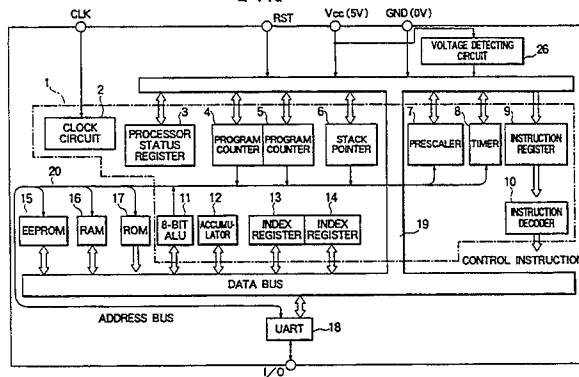 CLK
RST
Vcc (5V)
GND (0V)
VOLTAGE DETECTING CIRCUIT
26
1
2
CLOCK CIRCUIT
3
PROCESSOR STATUS REGISTER
4
PROGRAM COUNTER
5
PROGRAM COUNTER
6
STACK POINTER
7
PRESCALER
8
TIMER
9
INSTRUCTION REGISTER
20
15
EEPROM
16
RAM
17
ROM
11
8-BIT ALU
12
ACCUMULATOR
13
INDEX REGISTER
14
INDEX REGISTER
19
10
INSTRUCTION DECODER
CONTROL INSTRUCTION
DATA BUS
ADDRESS BUS
UART
18
I/O